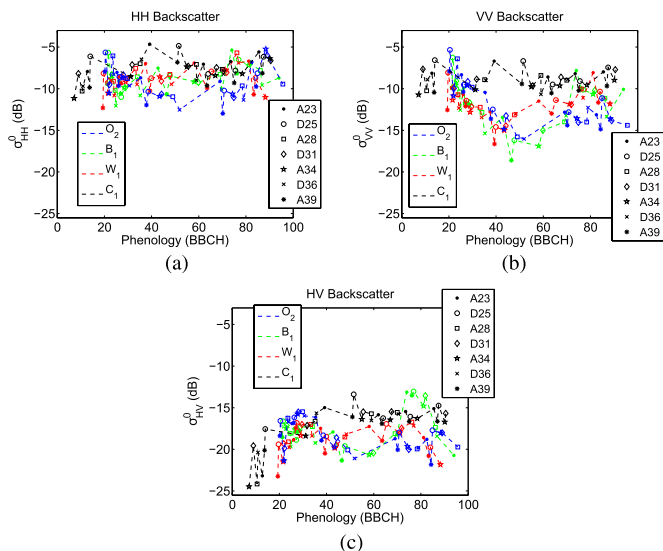 HH Backscatter
−5
−10
−15
−20
−25
σ⁰HH (dB)
0 20 40 60 80 100
Phenology (BBCH)
O2
B1
W1
C1
A23
D25
A28
D31
A34
D36
A39
(a)
VV Backscatter
−5
−10
−15
−20
−25
σ⁰VV (dB)
0 20 40 60 80
Phenology (BBCH)
O2
B1
W1
C1
A23
D25
A28
D31
A34
D36
A39
(b)
HV Backscatter
−5
−10
−15
−20
−25
σ⁰HV (dB)
0 20 40 60 80 100
Phenology (BBCH)
O2
B1
W1
C1
A23
D25
A28
D31
A34
D36
A39
(c)